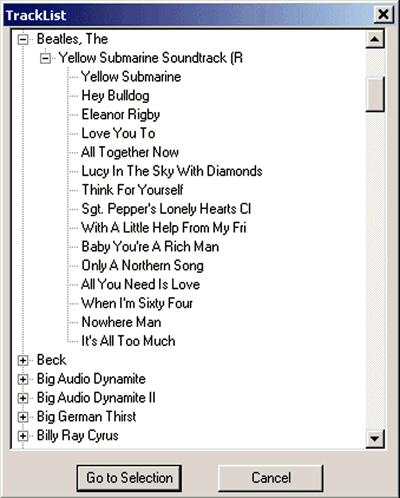 TrackList
Beatles, The
Yellow Submarine Soundtrack (R
Yellow Submarine
Hey Bulldog
Eleanor Rigby
Love You To
All Together Now
Lucy In The Sky With Diamonds
Think For Yourself
Sgt. Pepper's Lonely Hearts Cl
With A Little Help From My Fri
Baby You're A Rich Man
Only A Northern Song
All You Need Is Love
When I'm Sixty Four
Nowhere Man
It's All Too Much
Beck
Big Audio Dynamite
Big Audio Dynamite II
Big German Thirst
Billy Ray Cyrus
Go to Selection Cancel